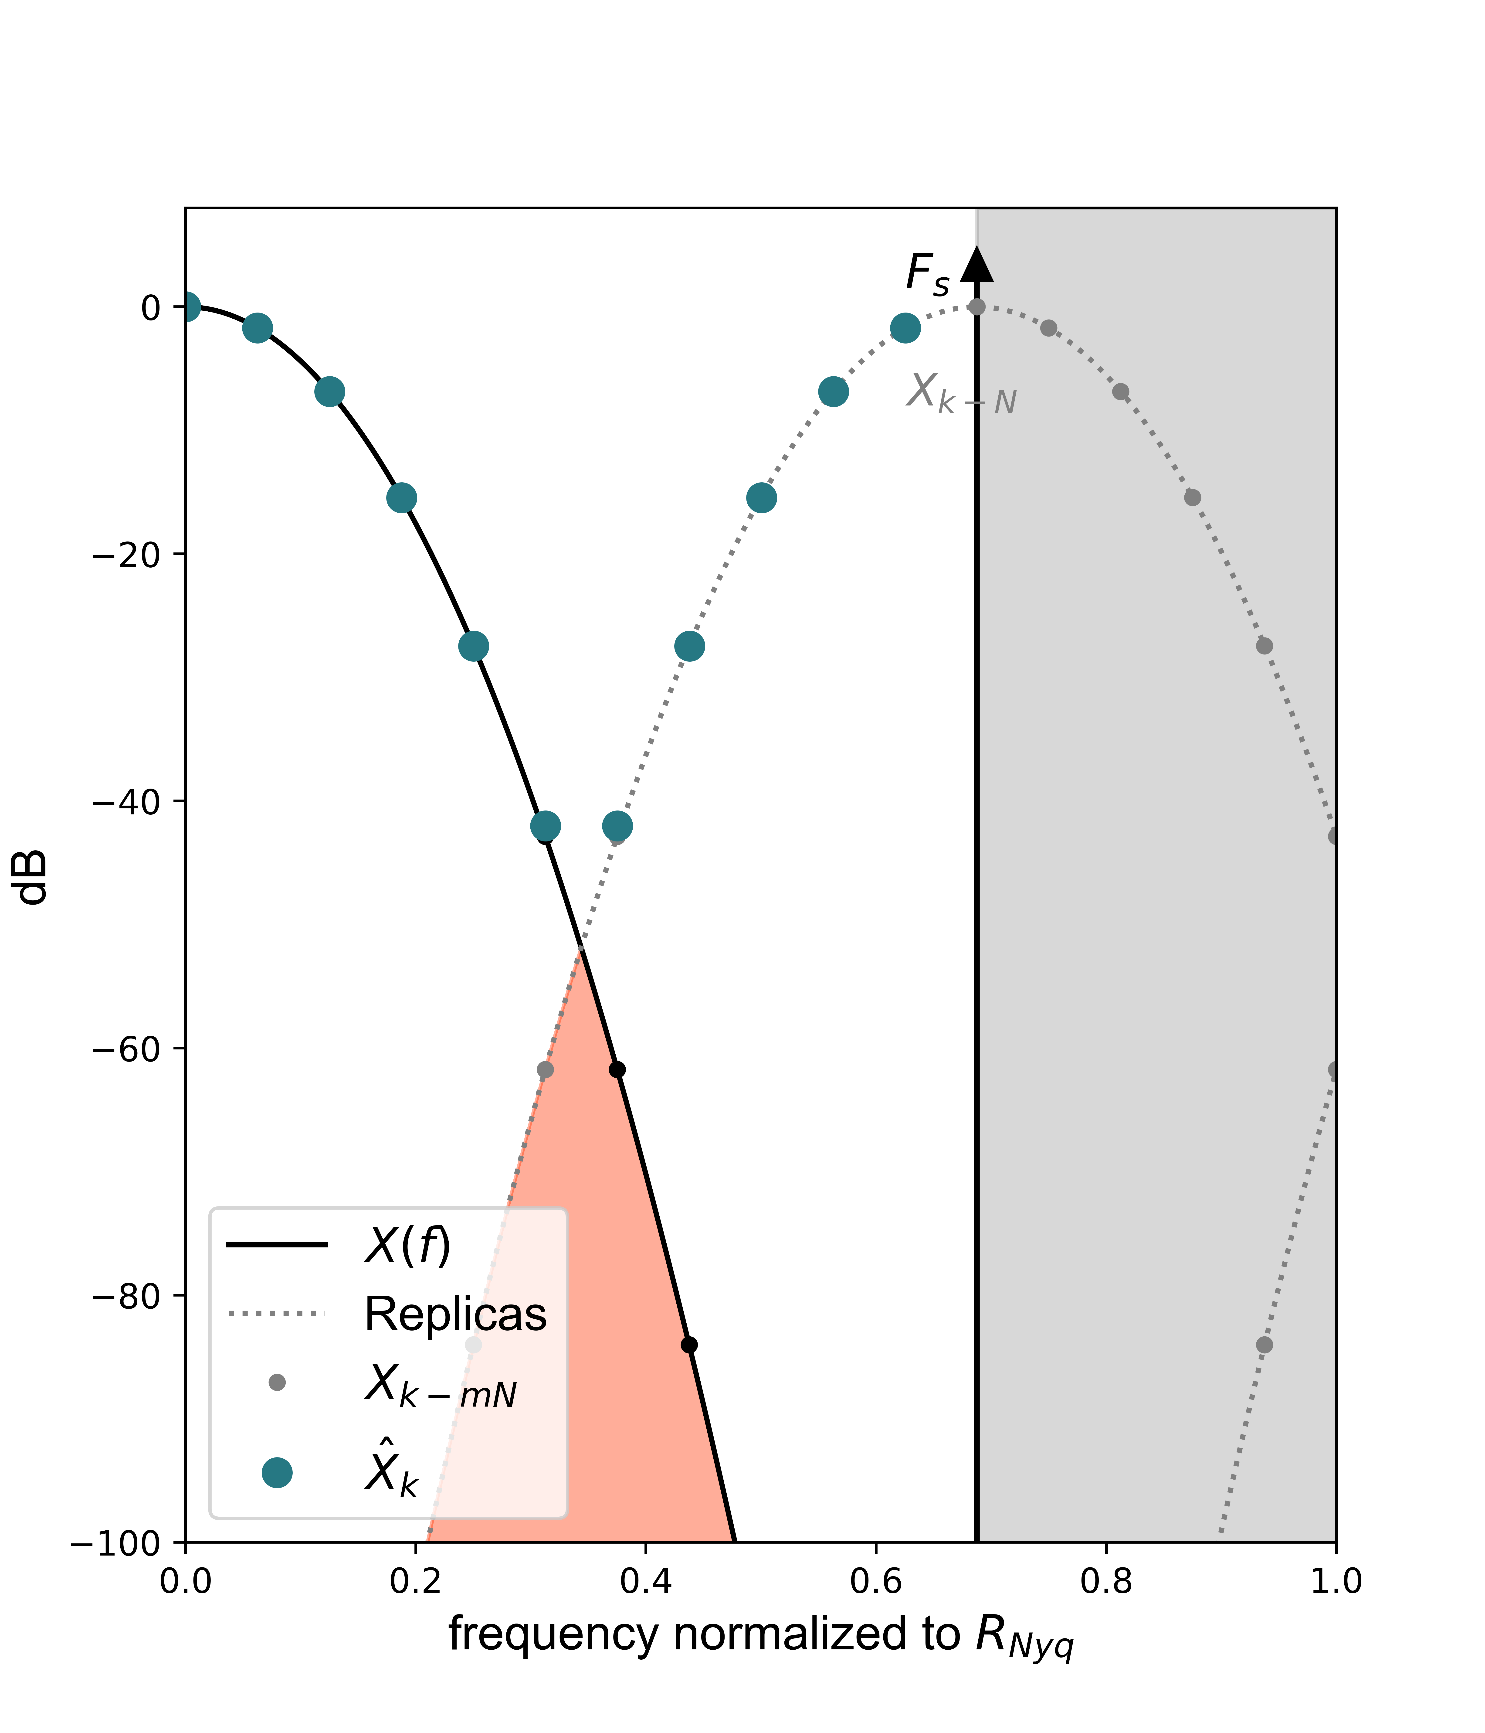 F_s
X_{k-N}
0
−20
−40
−60
−80
−100
dB
X(f)
Replicas
X_{k-mN}
X̂_k
0.0 0.2 0.4 0.6 0.8 1.0
frequency normalized to R_{Nyq}